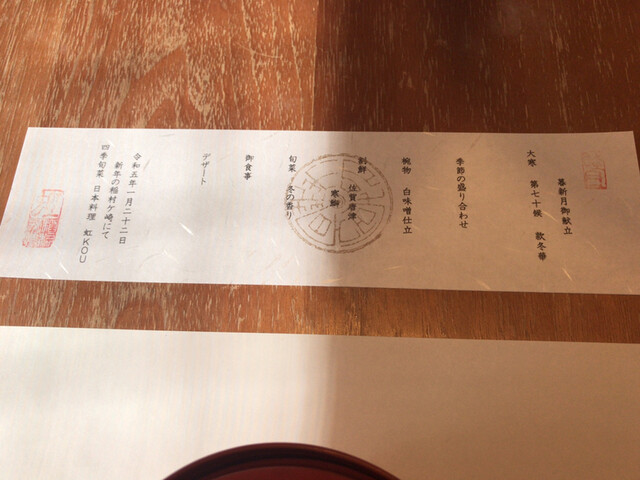 暮新月御献立
大寒 第七十候 款冬華
季節の盛り合わせ
椀物 白味噌仕立
割鮮 佐賀唐津
寒鰤
旬菜 冬の香り
御食事
デザート
令和五年一月二十二日
新年の稲村ケ崎にて
四季旬菜 日本料理 虹KOU